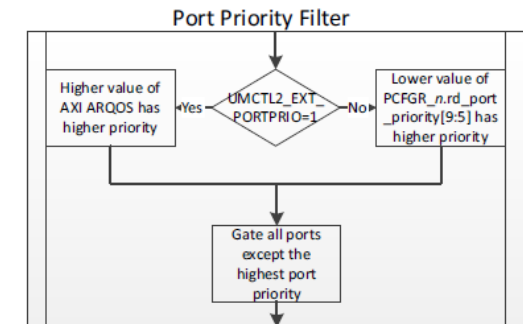 Port Priority Filter
Higher value of
AXI ARQOS has
higher priority
Yes
UMCTL2_EXT_
PORTPRIO=1
No
Lower value of
PCFGR_n.rd_port
_priority[9:5] has
higher priority
Gate all ports
except the
highest port
priority